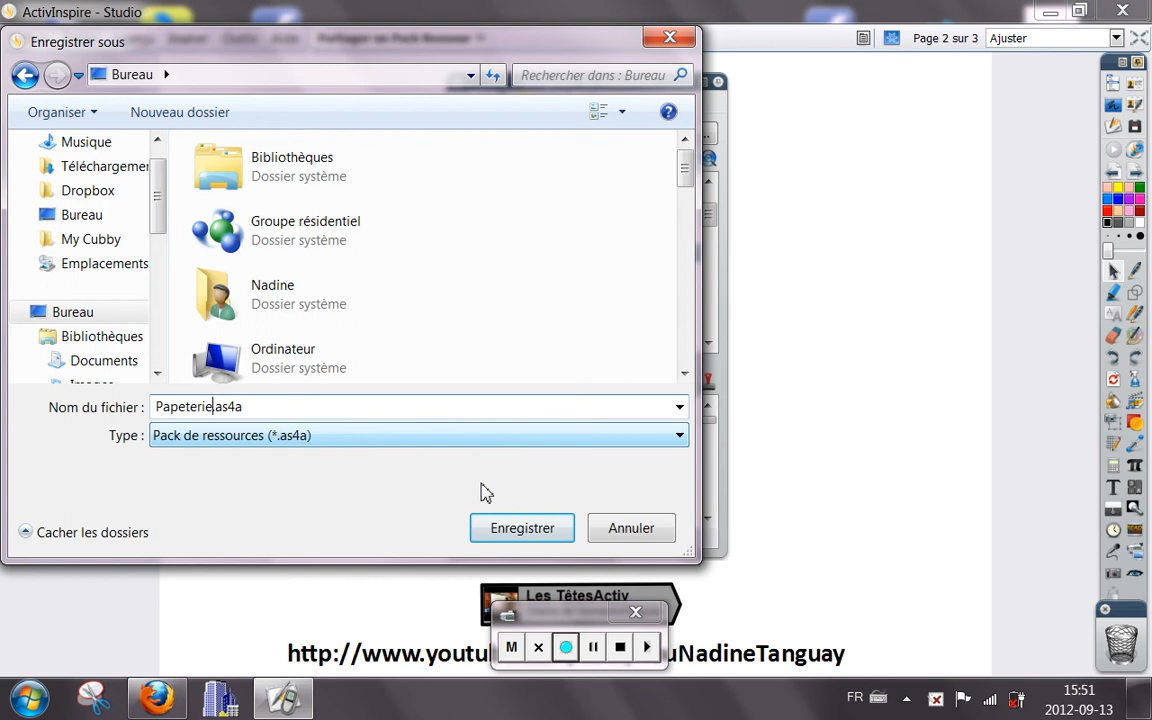 ActivInspire - Studio
Enregistrer sous
Page 2 sur 3
Ajuster
Bureau
Rechercher dans : Bureau
Organiser
Nouveau dossier
Musique
Téléchargemer
Dropbox
Bureau
My Cubby
Emplacements
Bureau
Bibliothèques
Documents
Bibliothèques
Dossier système
Groupe résidentiel
Dossier système
Nadine
Dossier système
Ordinateur
Dossier système
Nom du fichier : Papeterie.as4a
Type : Pack de ressources (*.as4a)
Cacher les dossiers
Enregistrer
Annuler
Les TêtesActiv
M
http://www.youtu
uNadineTanguay
FR
15:51
2012-09-13